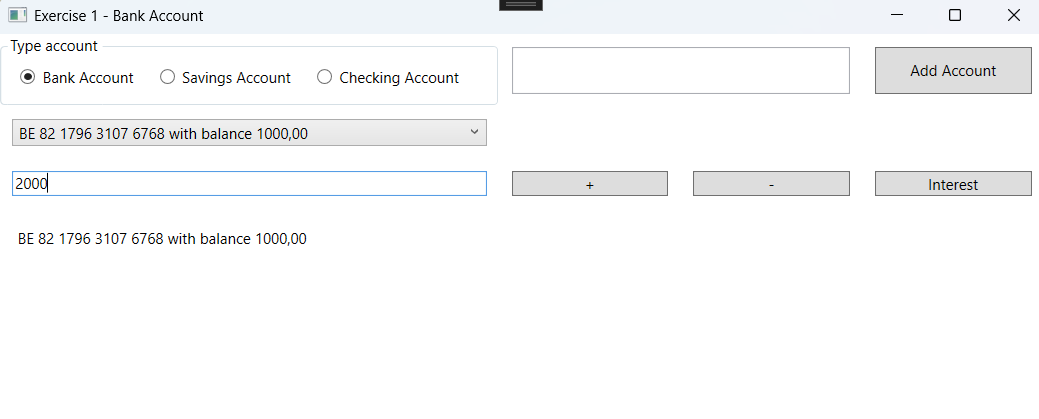 Exercise 1 - Bank Account
Type account
Bank Account Savings Account Checking Account
Add Account
BE 82 1796 3107 6768 with balance 1000,00
2000
+ - Interest
BE 82 1796 3107 6768 with balance 1000,00